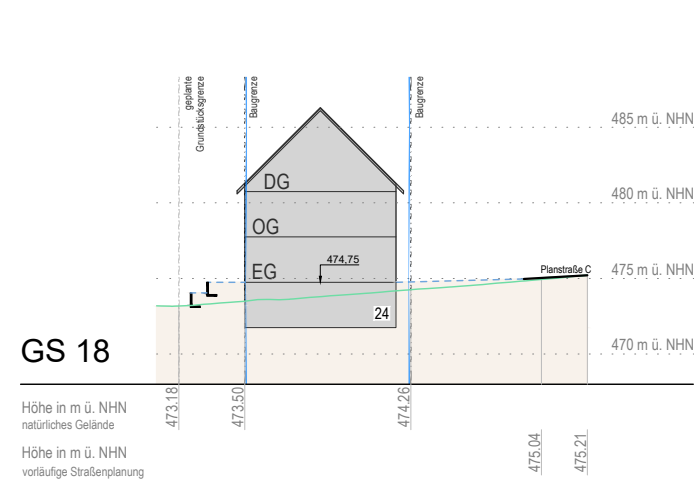 geplante
Grundstücksgrenze
Baugrenze
Baugrenze
485 m ü. NHN
480 m ü. NHN
475 m ü. NHN
470 m ü. NHN
DG
OG
EG
474,75
24
Planstraße C
GS 18
Höhe in m ü. NHN
natürliches Gelände
473.18
473.50
474.26
Höhe in m ü. NHN
vorläufige Straßenplanung
475.04
475.21